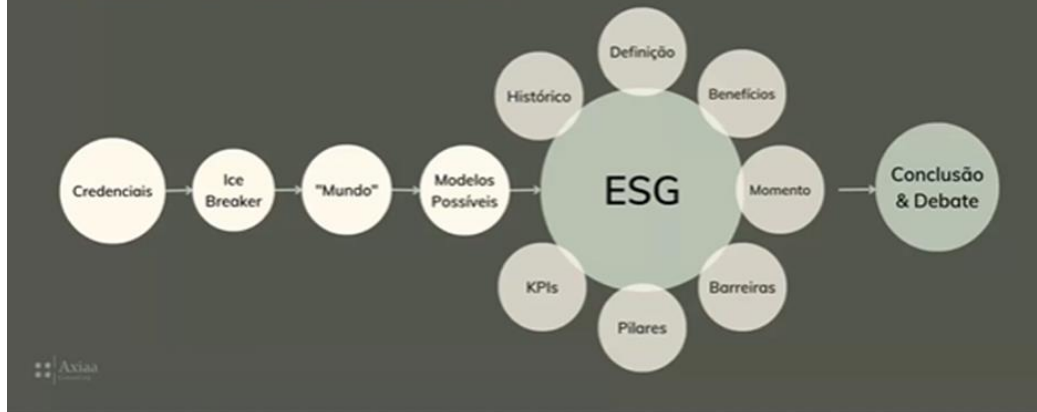 Credenciais
Ice
Breaker
"Mundo"
Modelos
Possíveis
ESG
Histórico
Definição
Benefícios
Momento
Barreiras
Pilares
KPIs
Conclusão
& Debate
Axiaa